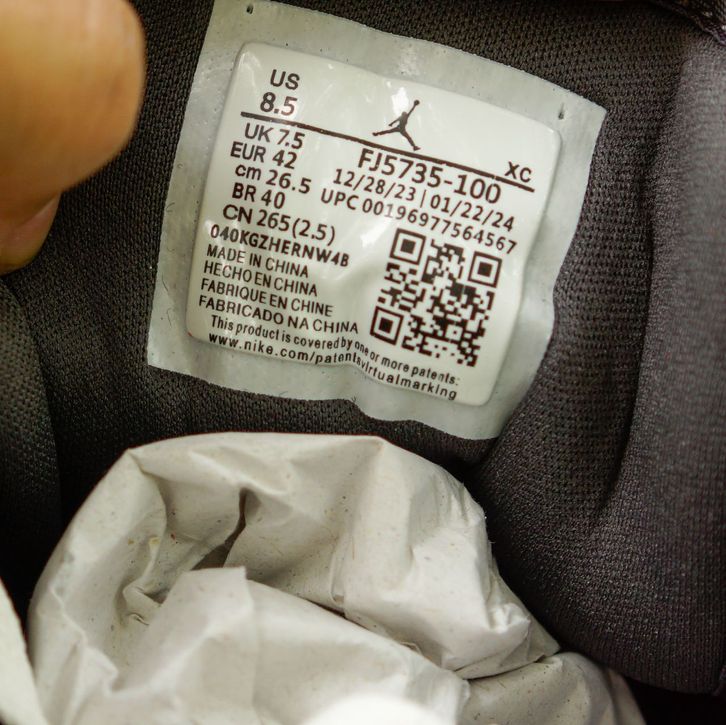 US
8.5
XC
UK 7.5
EUR 42
cm 26.5
BR 40
CN 265(2.5)
FJ5735-100
12/28/23 | 01/22/24
UPC 00196977564567
040KGZHERNW4B
MADE IN CHINA
HECHO EN CHINA
FABRIQUE EN CHINE
FABRICADO NA CHINA
This product is covered by one or more patents:
www.nike.com/patentsvirtualmarking